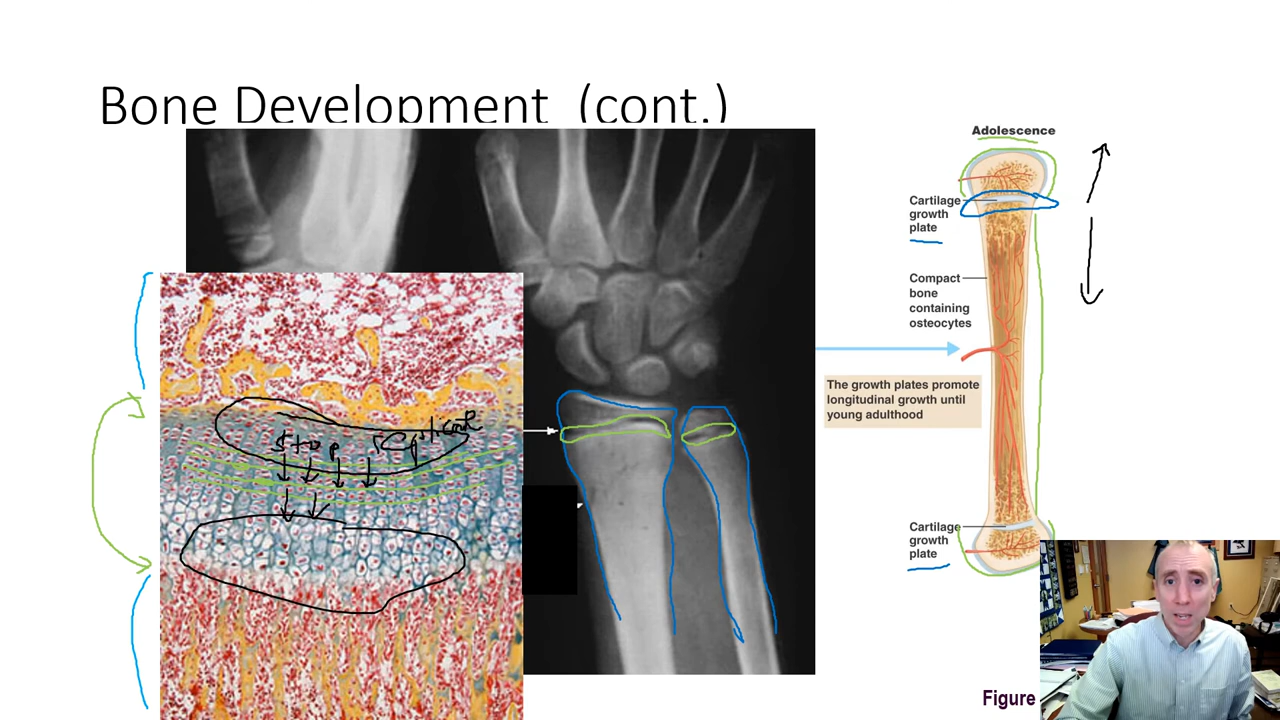 Bone Development (cont.)
Adolescence
Cartilage
growth
plate
Compact
bone
containing
osteocytes
The growth plates promote
longitudinal growth until
young adulthood
Stop
Cartilage
growth
plate
Figure